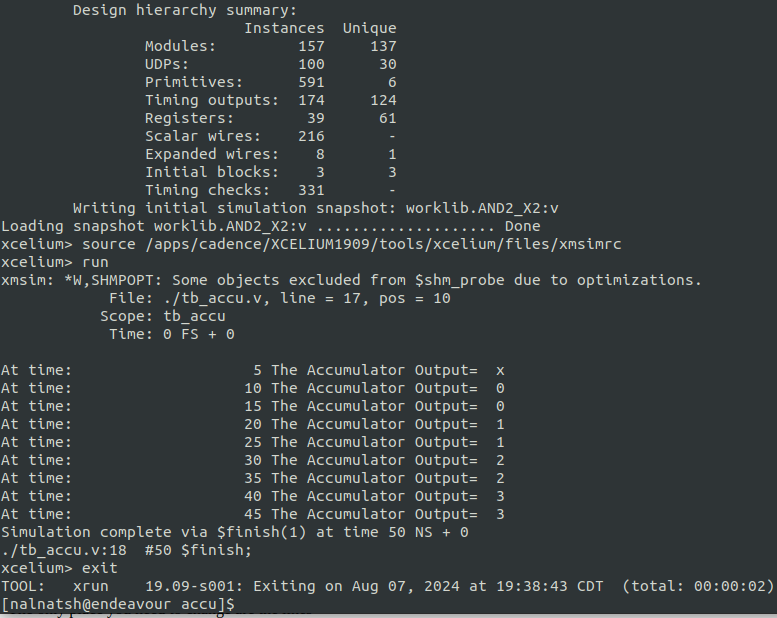 Design hierarchy summary:
Instances Unique
Modules: 157 137
UDPs: 100 30
Primitives: 591 6
Timing outputs: 174 124
Registers: 39 61
Scalar wires: 216 -
Expanded wires: 8 1
Initial blocks: 3 3
Timing checks: 331 -
Writing initial simulation snapshot: worklib.AND2_X2:v
Loading snapshot worklib.AND2_X2:v .................... Done
xcelium> source /apps/cadence/XCELIUM1909/tools/xcelium/files/xmsimrc
xcelium> run
xmsim: *W,SHMPOPT: Some objects excluded from $shm_probe due to optimizations.
File: ./tb_accu.v, line = 17, pos = 10
Scope: tb_accu
Time: 0 FS + 0
At time: 5 The Accumulator Output= x
At time: 10 The Accumulator Output= 0
At time: 15 The Accumulator Output= 0
At time: 20 The Accumulator Output= 1
At time: 25 The Accumulator Output= 1
At time: 30 The Accumulator Output= 2
At time: 35 The Accumulator Output= 2
At time: 40 The Accumulator Output= 3
At time: 45 The Accumulator Output= 3
Simulation complete via $finish(1) at time 50 NS + 0
./tb_accu.v:18 #50 $finish;
xcelium> exit
TOOL: xrun 19.09-s001: Exiting on Aug 07, 2024 at 19:38:43 CDT (total: 00:00:02)
[nalnatsh@endeavour accu]$